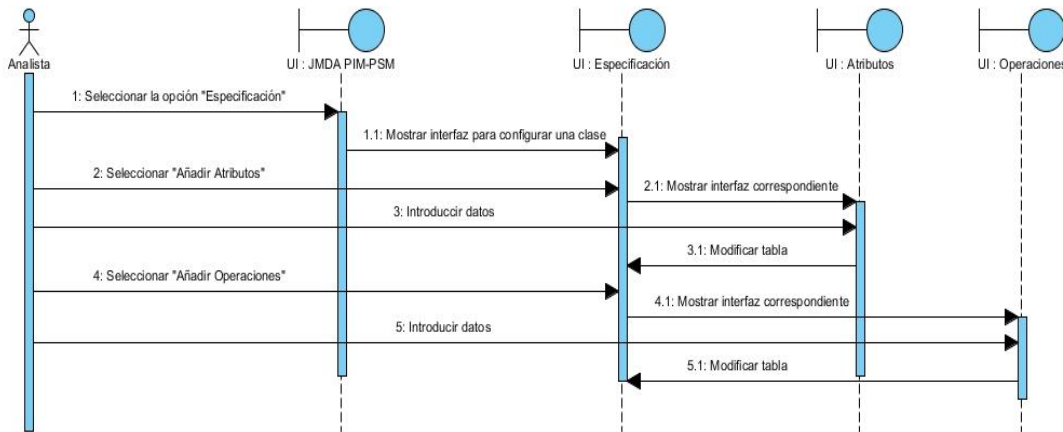 Analista
UI : JMDA PIM-PSM
UI : Especificación
UI : Atributos
UI : Operaciones
1: Seleccionar la opción "Especificación"
1.1: Mostrar interfaz para configurar una clase
2: Seleccionar "Añadir Atributos"
2.1: Mostrar interfaz correspondiente
3: Introduccir datos
3.1: Modificar tabla
4: Seleccionar "Añadir Operaciones"
4.1: Mostrar interfaz correspondiente
5: Introducir datos
5.1: Modificar tabla